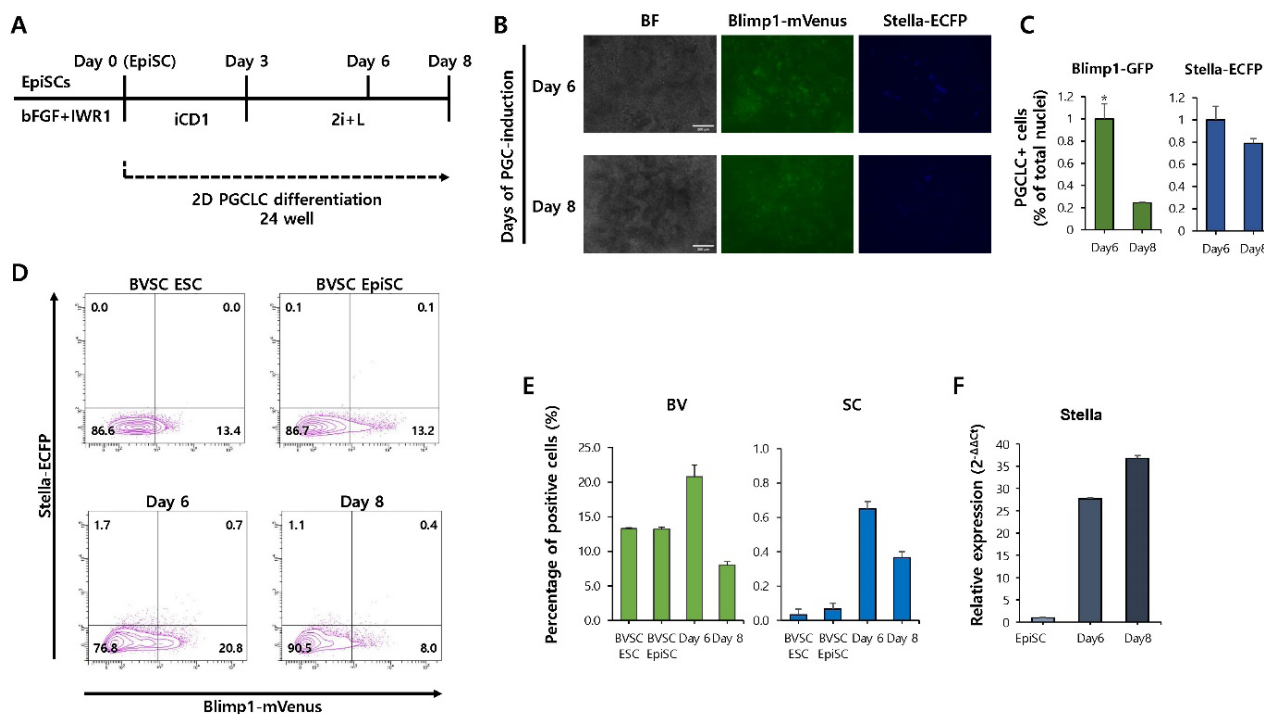 A
Day 0 (EpiSC)
Day 3
Day 6
Day 8
EpiSCs
bFGF+IWR1
iCD1
2i+L
2D PGCLC differentiation
24 well
B
BF
Blimp1-mVenus
Stella-ECFP
Days of PGC-induction
Day 6
Day 8
C
Blimp1-GFP
Stella-ECFP
PGCLC+ cells
(% of total nuclei)
1.2
1
0.8
0.6
0.4
0.2
0
*
Day6
Day8
1.2
1
0.8
0.6
0.4
0.2
0
Day6
Day8
D
Stella-ECFP
BVSC ESC
0.0
0.0
86.6
13.4
BVSC EpiSC
0.1
0.1
86.7
13.2
Day 6
1.7
0.7
76.8
20.8
Day 8
1.1
0.4
90.5
8.0
Blimp1-mVenus
E
Percentage of positive cells (%)
BV
25.0
20.0
15.0
10.0
5.0
0.0
BVSC
ESC
BVSC
EpiSC
Day 6
Day 8
SC
1.0
0.8
0.6
0.4
0.2
0.0
BVSC
ESC
BVSC
EpiSC
Day 6
Day 8
F
Stella
Relative expression (2-ΔΔCt)
45
40
35
30
25
20
15
10
5
0
EpiSC
Day6
Day8